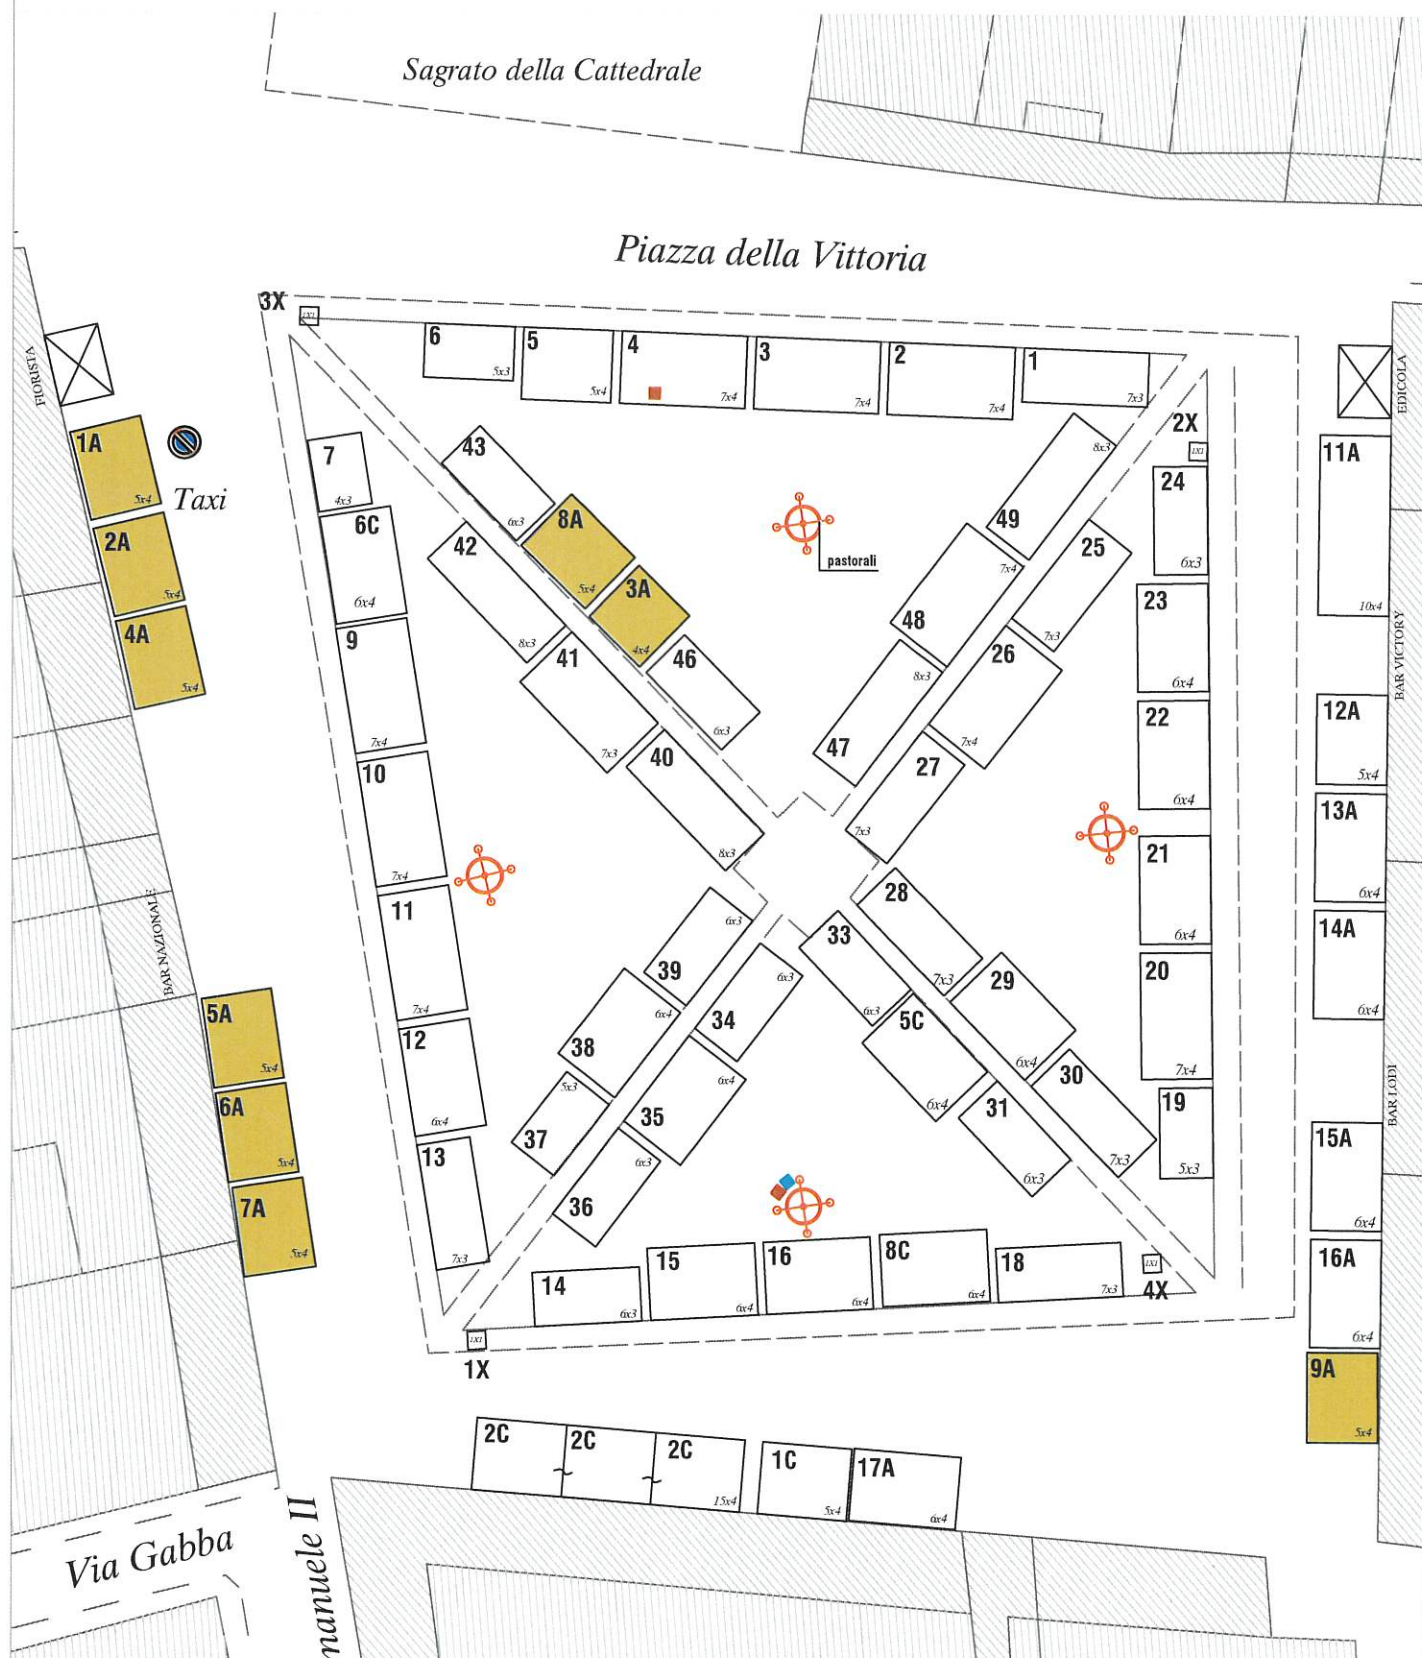 Sagrato della Cattedrale
Piazza della Vittoria
3X
1X1
6
5x3
5
5x4
4
7x4
3
7x4
2
7x4
1
7x3
FIORISTA
EDICOLA
1A
5x4
Taxi
2A
5x4
4A
5x4
7
4x3
6C
6x4
9
7x4
10
7x4
11
7x4
12
6x4
13
7x3
43
6x3
8A
5x4
3A
4x4
46
6x3
42
8x3
41
7x3
40
8x3
pastorali
49
8x3
48
7x4
47
8x3
25
7x3
26
7x4
27
7x3
2X
1X1
24
6x3
23
6x4
22
6x4
21
6x4
20
7x4
19
5x3
11A
10x4
BAR VICTORY
12A
5x4
13A
6x4
14A
6x4
BAR LODI
15A
6x4
16A
6x4
9A
5x4
BAR NAZIONALE
5A
5x4
6A
5x4
7A
5x4
39
6x3
38
6x4
37
5x3
34
6x3
35
6x4
36
6x3
33
6x3
5C
6x4
31
6x3
28
7x3
29
6x4
30
7x3
14
6x3
15
6x4
16
6x4
8C
6x4
18
7x3
1X1
4X
1X1
1X
2C
2C
2C
15x4
1C
5x4
17A
6x4
Via Gabba
manuele II